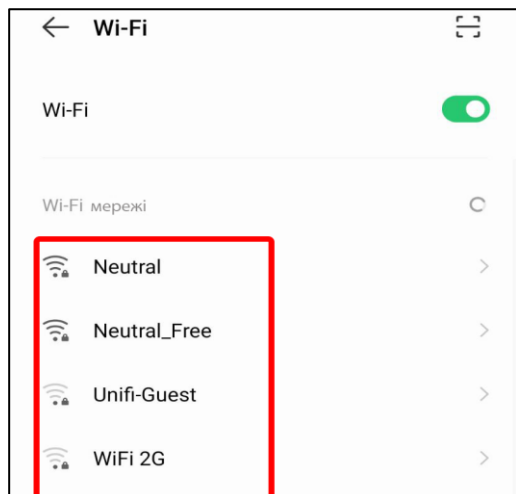 Wi-Fi
Wi-Fi
Wi-Fi мережі
Neutral
Neutral_Free
Unifi-Guest
WiFi 2G